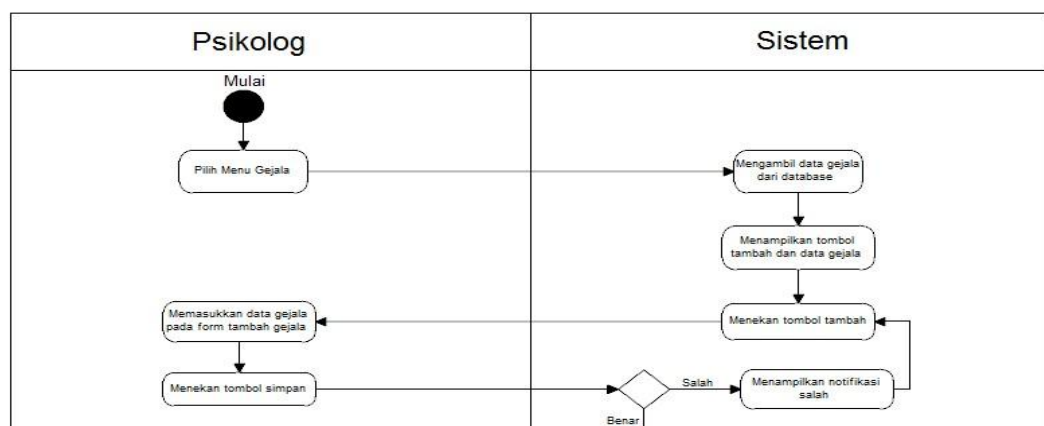 Psikolog
Sistem
Mulai
Pilih Menu Gejala
Mengambil data gejala
dari database
Menampilkan tombol
tambah dan data gejala
Memasukkan data gejala
pada form tambah gejala
Menekan tombol tambah
Menekan tombol simpan
Salah
Menampilkan notifikasi
salah
Benar